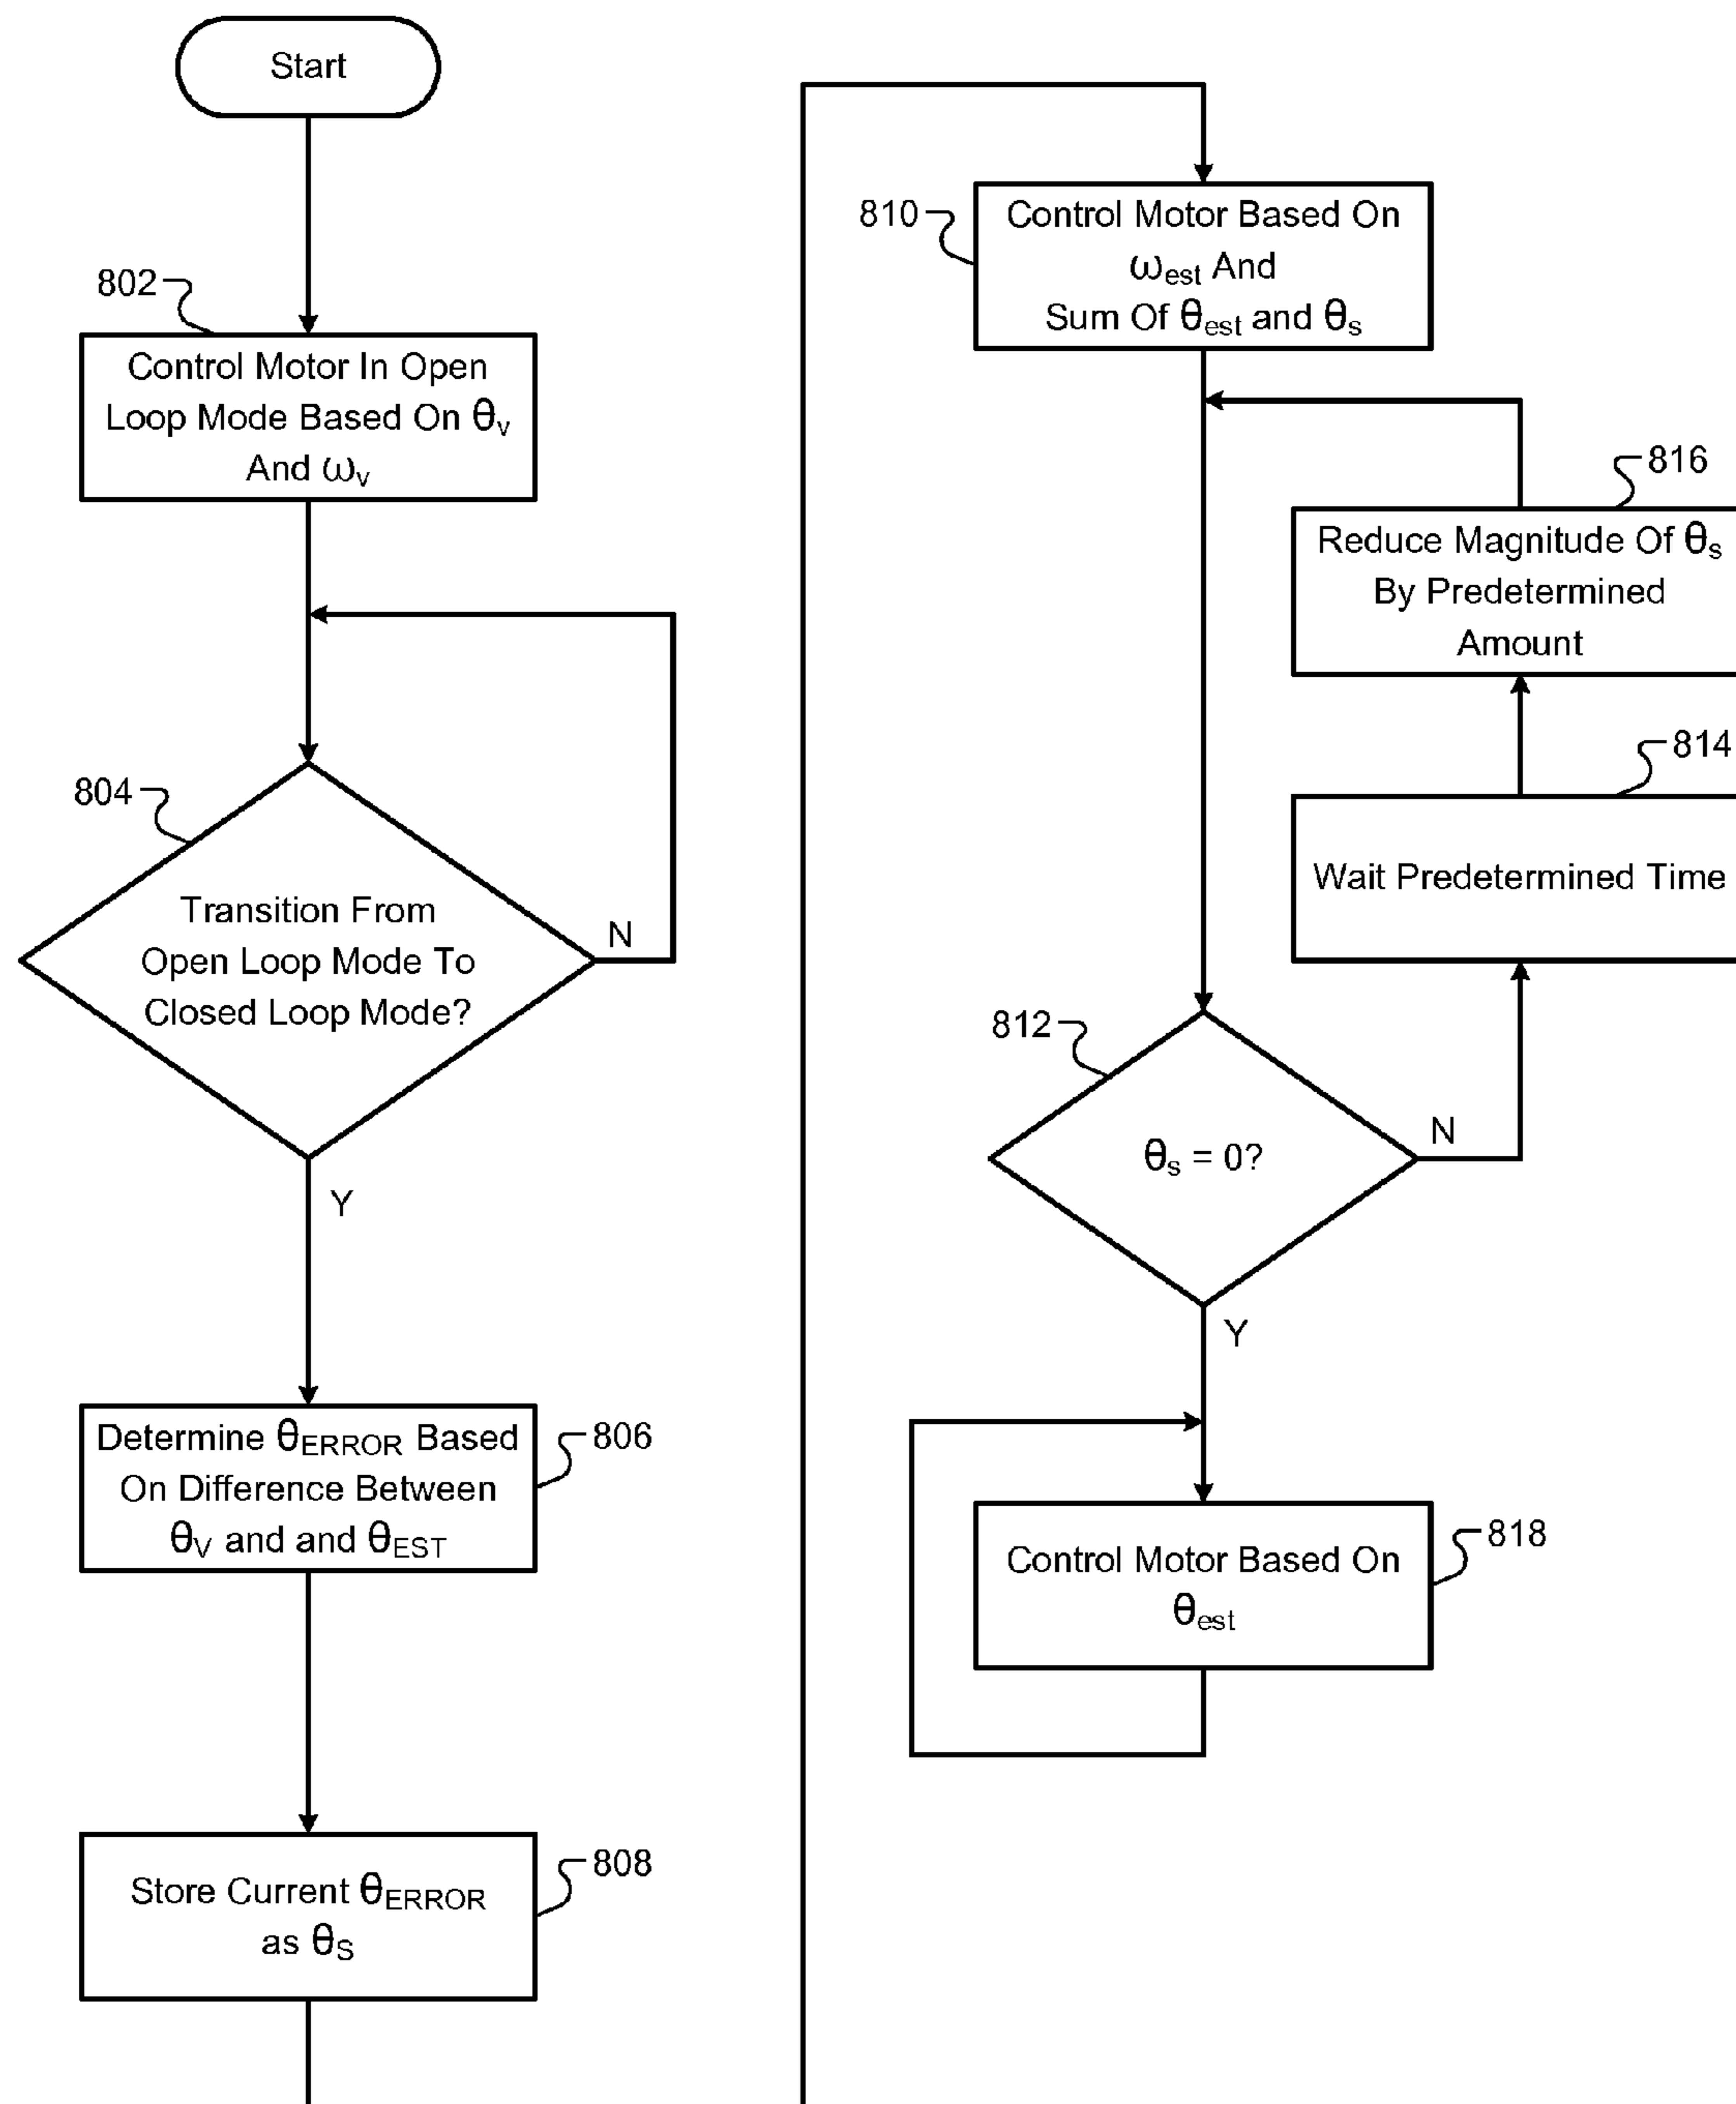 Start
802
Control Motor In Open
Loop Mode Based On θv
And ωv
804
Transition From
Open Loop Mode To
Closed Loop Mode?
N
Y
Determine θERROR Based
On Difference Between
θV and and θEST
806
Store Current θERROR
as θS
808
810
Control Motor Based On
ωest And
Sum Of θest and θs
816
Reduce Magnitude Of θs
By Predetermined
Amount
814
Wait Predetermined Time
812
θs = 0?
N
Y
Control Motor Based On
θest
818